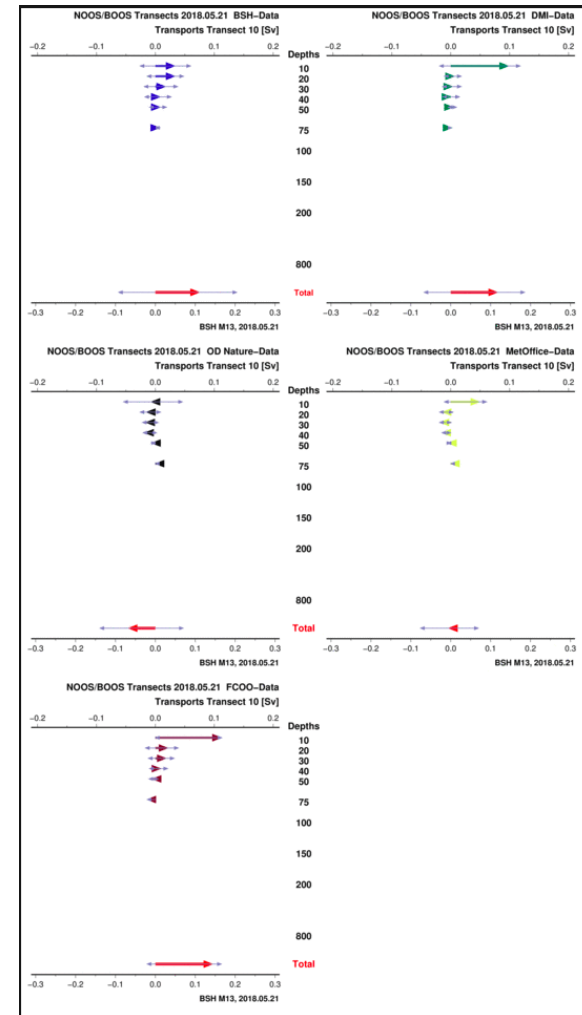 NOOS/BOOS Transects 2018.05.21 BSH-Data
Transports Transect 10 [Sv]
-0.2 -0.1 0.0 0.1 0.2
Depths
10
20
30
40
50
75
100
150
200
800
Total
-0.3 -0.2 -0.1 0.0 0.1 0.2 0.3
BSH M13, 2018.05.21
NOOS/BOOS Transects 2018.05.21 DMI-Data
Transports Transect 10 [Sv]
-0.2 -0.1 0.0 0.1 0.2
-0.3 -0.2 -0.1 0.0 0.1 0.2 0.3
BSH M13, 2018.05.21
NOOS/BOOS Transects 2018.05.21 OD Nature-Data
Transports Transect 10 [Sv]
-0.2 -0.1 0.0 0.1 0.2
Depths
10
20
30
40
50
75
100
150
200
800
Total
-0.3 -0.2 -0.1 0.0 0.1 0.2 0.3
BSH M13, 2018.05.21
NOOS/BOOS Transects 2018.05.21 MetOffice-Data
Transports Transect 10 [Sv]
-0.2 -0.1 0.0 0.1 0.2
-0.3 -0.2 -0.1 0.0 0.1 0.2 0.3
BSH M13, 2018.05.21
NOOS/BOOS Transects 2018.05.21 FCOO-Data
Transports Transect 10 [Sv]
-0.2 -0.1 0.0 0.1 0.2
Depths
10
20
30
40
50
75
100
150
200
800
Total
-0.3 -0.2 -0.1 0.0 0.1 0.2 0.3
BSH M13, 2018.05.21